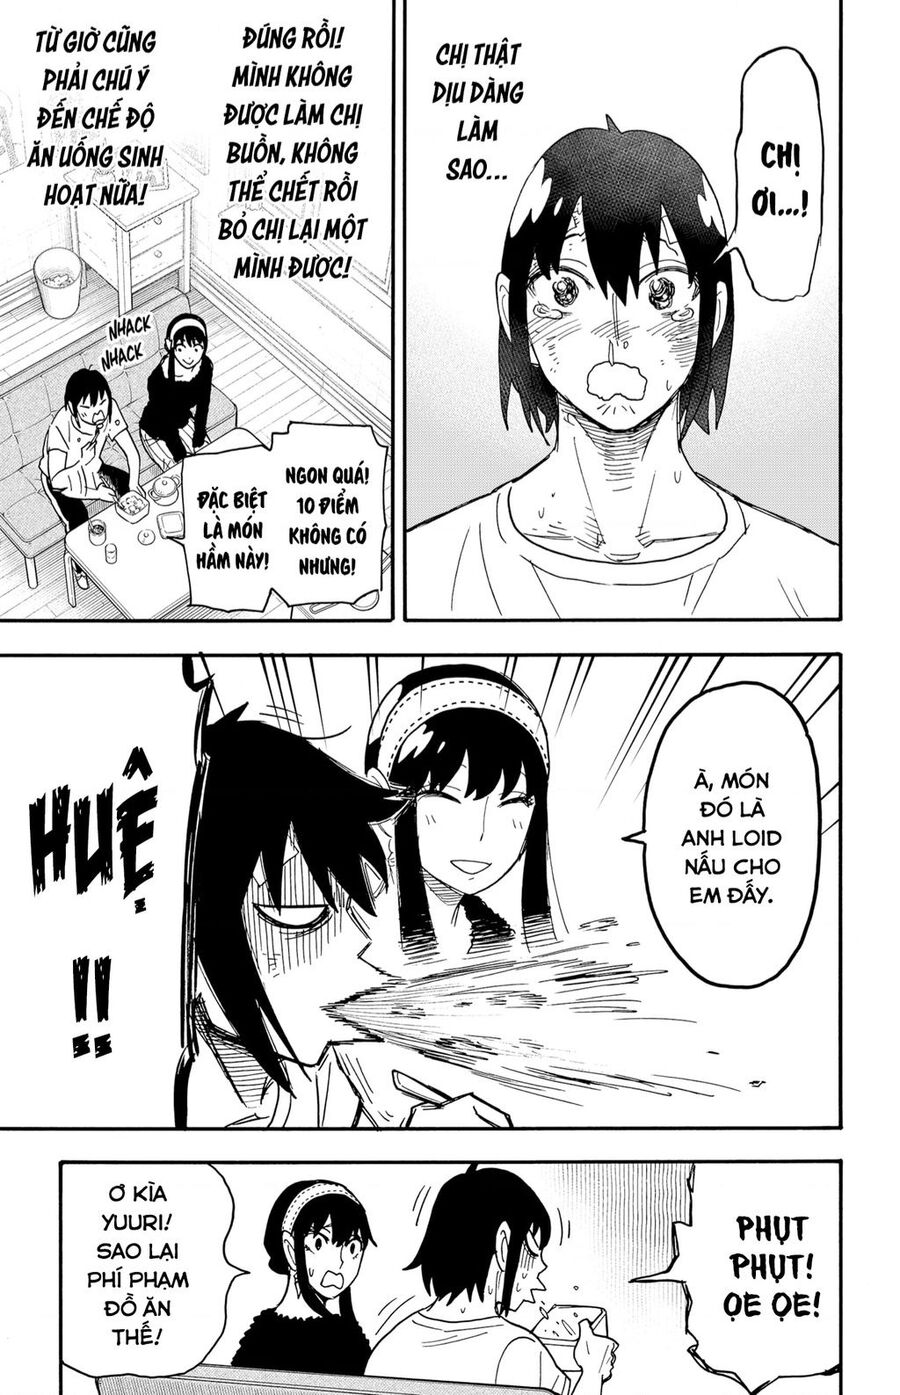 CHỊ
ƠI...!
CHỊ THẬT
DỊU DÀNG
LÀM
SAO...
ĐÚNG RỒI!
MÌNH KHÔNG
ĐƯỢC LÀM CHỊ
BUỒN, KHÔNG
THỂ CHẾT RỒI
BỎ CHỊ LẠI MỘT
MÌNH ĐƯỢC!
TỪ GIỜ CŨNG
PHẢI CHÚ Ý
ĐẾN CHẾ ĐỘ
ĂN UỐNG SINH
HOẠT NỮA!
NHACK
NHACK
NGON QUÁ!
10 ĐIỂM
KHÔNG CÓ
NHƯNG!
ĐẶC BIỆT
LÀ MÓN
HẦM NÀY!
À, MÓN
ĐÓ LÀ
ANH LOID
NẤU CHO
EM ĐẤY.
HUỆ
!!
PHỤT
PHỤT!
ỌE ỌE!
Ơ KÌA
YUURI!
SAO LẠI
PHÍ PHẠM
ĐỒ ĂN
THẾ!